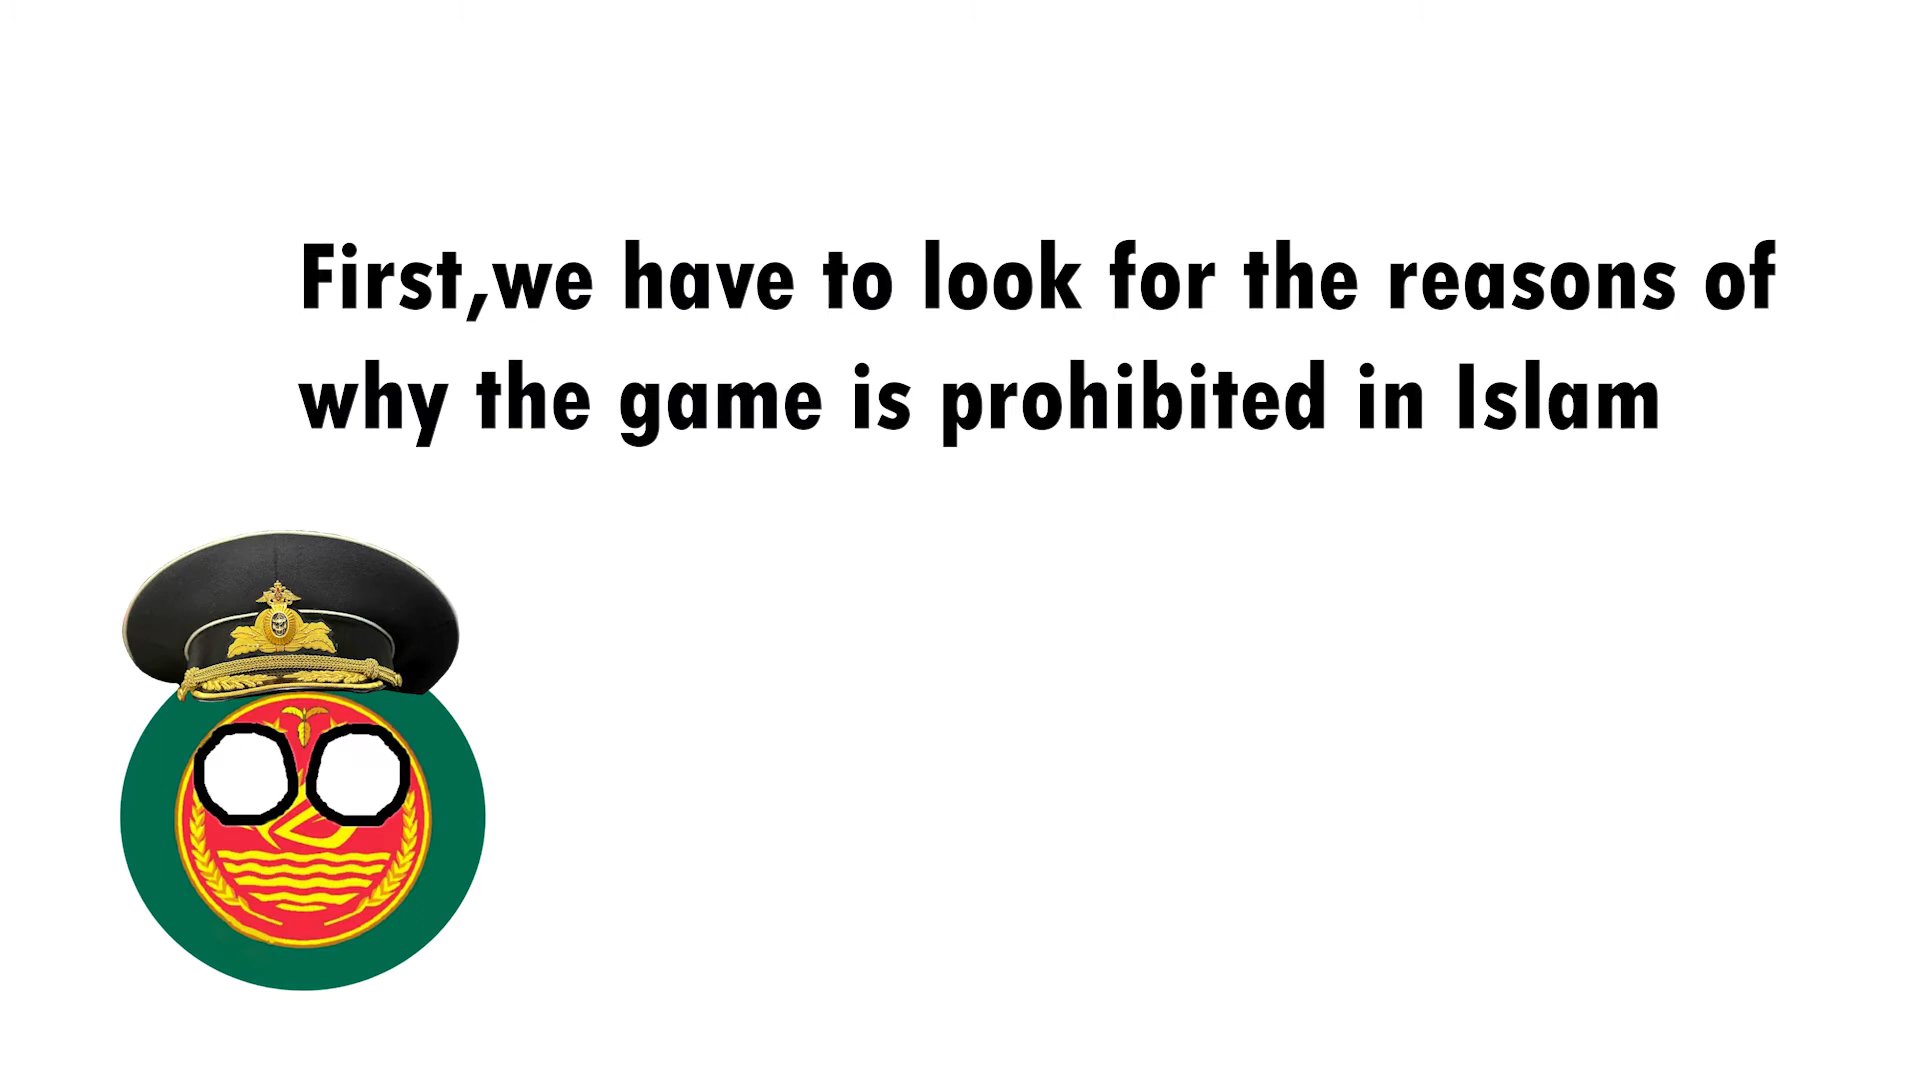 First,we have to look for the reasons of
why the game is prohibited in Islam